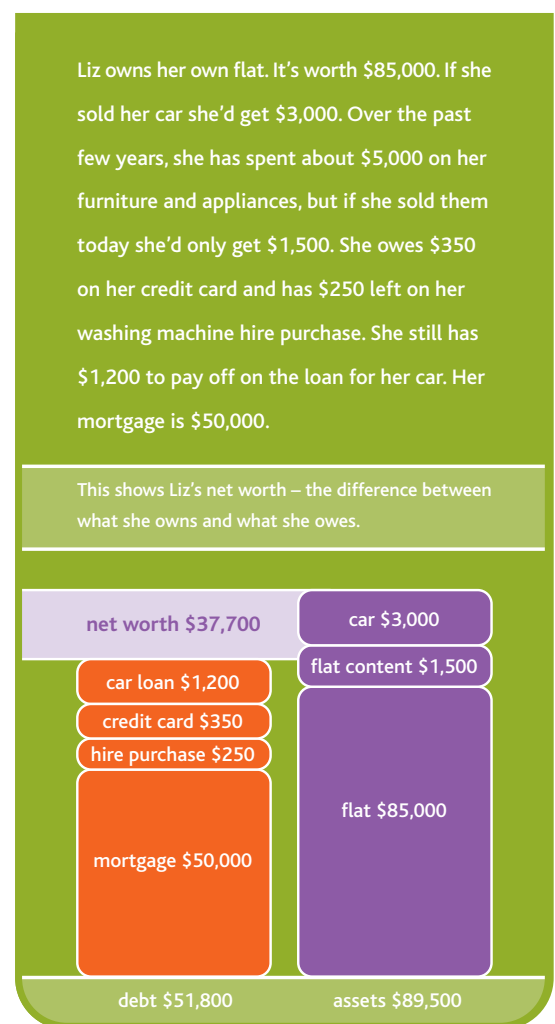 Liz owns her own flat. It’s worth $85,000. If she
sold her car she’d get $3,000. Over the past
few years, she has spent about $5,000 on her
furniture and appliances, but if she sold them
today she’d only get $1,500. She owes $350
on her credit card and has $250 left on her
washing machine hire purchase. She still has
$1,200 to pay off on the loan for her car. Her
mortgage is $50,000.
This shows Liz’s net worth – the difference between
what she owns and what she owes.
net worth $37,700
car loan $1,200
credit card $350
hire purchase $250
mortgage $50,000
debt $51,800
car $3,000
flat content $1,500
flat $85,000
assets $89,500